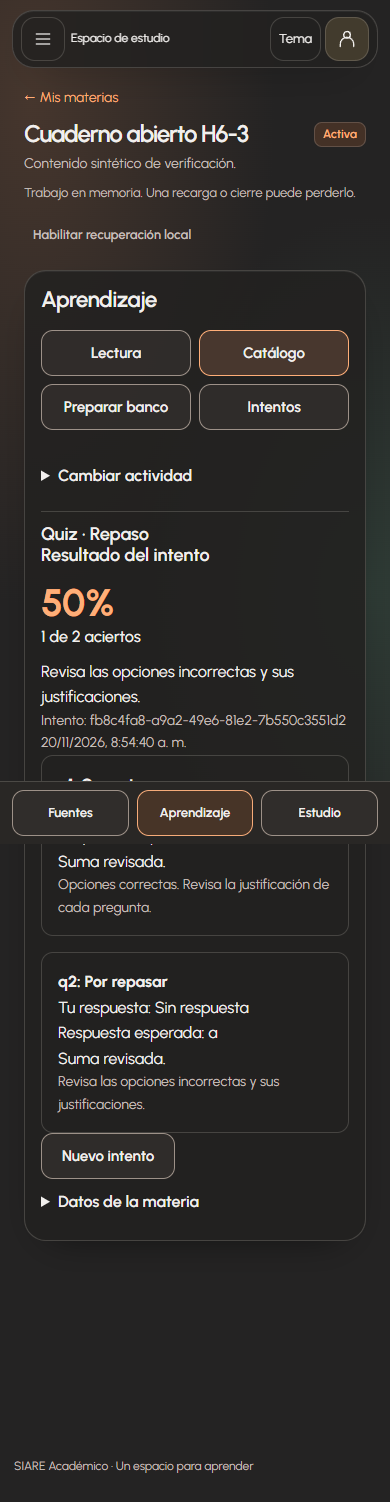 Espacio de estudio
Tema
← Mis materias
Cuaderno abierto H6-3
Activa
Contenido sintético de verificación.
Trabajo en memoria. Una recarga o cierre puede perderlo.
Habilitar recuperación local
Aprendizaje
Lectura
Catálogo
Preparar banco
Intentos
Cambiar actividad
Quiz · Repaso
Resultado del intento
50%
1 de 2 aciertos
Revisa las opciones incorrectas y sus
justificaciones.
Intento: fb8c4fa8-a9a2-49e6-81e2-7b550c3551d2
20/11/2026, 8:54:40 a. m.
Fuentes
Aprendizaje
Estudio
Suma revisada.
Opciones correctas. Revisa la justificación de
cada pregunta.
q2: Por repasar
Tu respuesta: Sin respuesta
Respuesta esperada: a
Suma revisada.
Revisa las opciones incorrectas y sus
justificaciones.
Nuevo intento
Datos de la materia
SIARE Académico · Un espacio para aprender